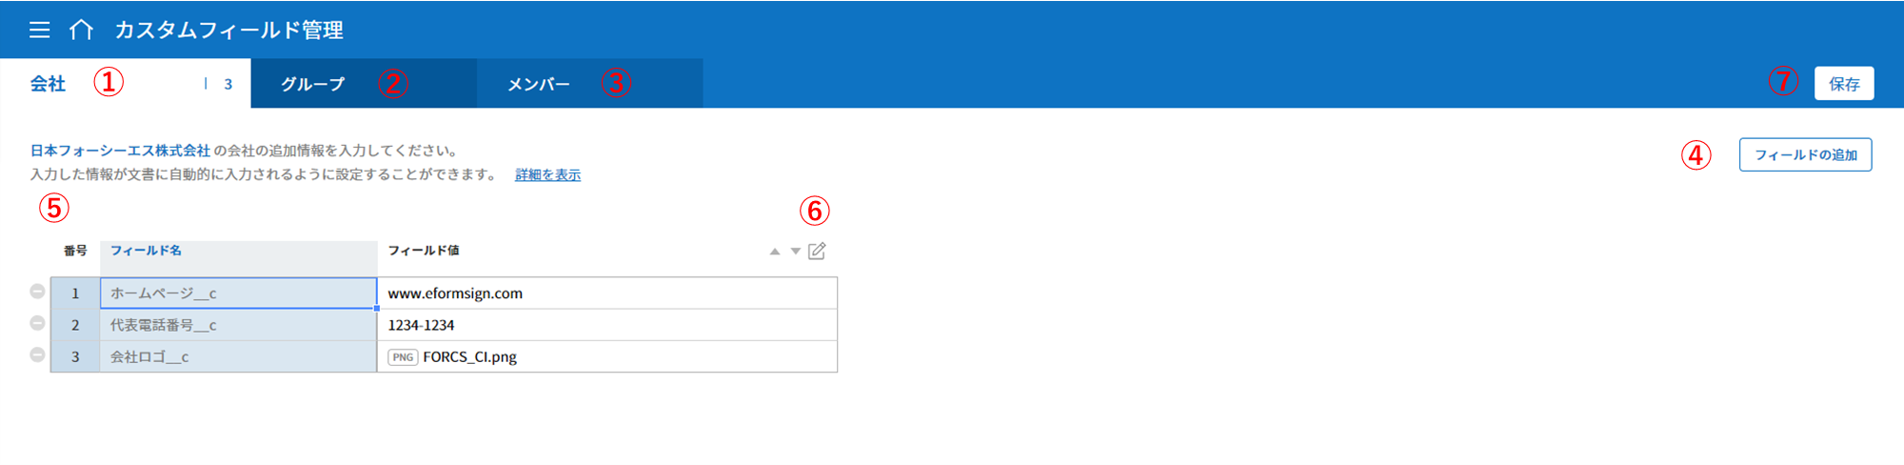 カスタムフィールド管理
会社 ① | 3 グループ ② メンバー ③ ⑦ 保存
日本フォーシーエス株式会社 の会社の追加情報を入力してください。
④ フィールドの追加
入力した情報が文書に自動的に入力されるように設定することができます。 詳細を表示
⑤ ⑥
番号 フィールド名 フィールド値
1 ホームページ__c www.eformsign.com
2 代表電話番号__c 1234-1234
3 会社ロゴ__c PNG FORCS_CI.png